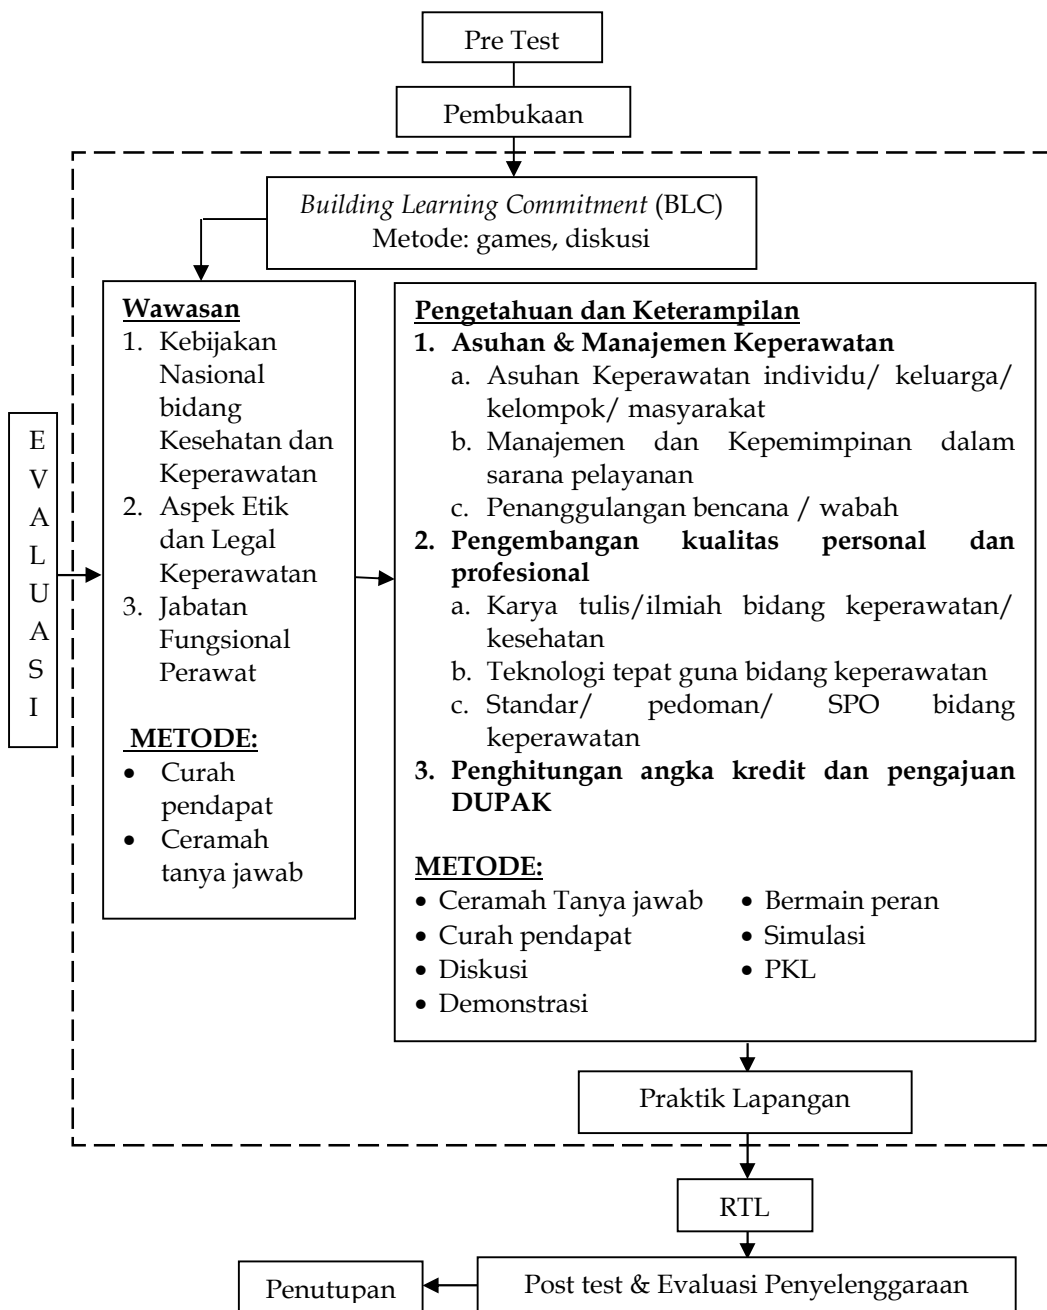 Pre Test
Pembukaan
Building Learning Commitment (BLC)
Metode: games, diskusi
E
V
A
L
U
A
S
I
Wawasan
1. Kebijakan
Nasional
bidang
Kesehatan dan
Keperawatan
2. Aspek Etik
dan Legal
Keperawatan
3. Jabatan
Fungsional
Perawat
METODE:
• Curah
pendapat
• Ceramah
tanya jawab
Pengetahuan dan Keterampilan
1. Asuhan & Manajemen Keperawatan
a. Asuhan Keperawatan individu/ keluarga/
kelompok/ masyarakat
b. Manajemen dan Kepemimpinan dalam
sarana pelayanan
c. Penanggulangan bencana / wabah
2. Pengembangan kualitas personal dan
profesional
a. Karya tulis/ilmiah bidang keperawatan/
kesehatan
b. Teknologi tepat guna bidang keperawatan
c. Standar/ pedoman/ SPO bidang
keperawatan
3. Penghitungan angka kredit dan pengajuan
DUPAK
METODE:
• Ceramah Tanya jawab
• Curah pendapat
• Diskusi
• Demonstrasi
• Bermain peran
• Simulasi
• PKL
Praktik Lapangan
RTL
Post test & Evaluasi Penyelenggaraan
Penutupan